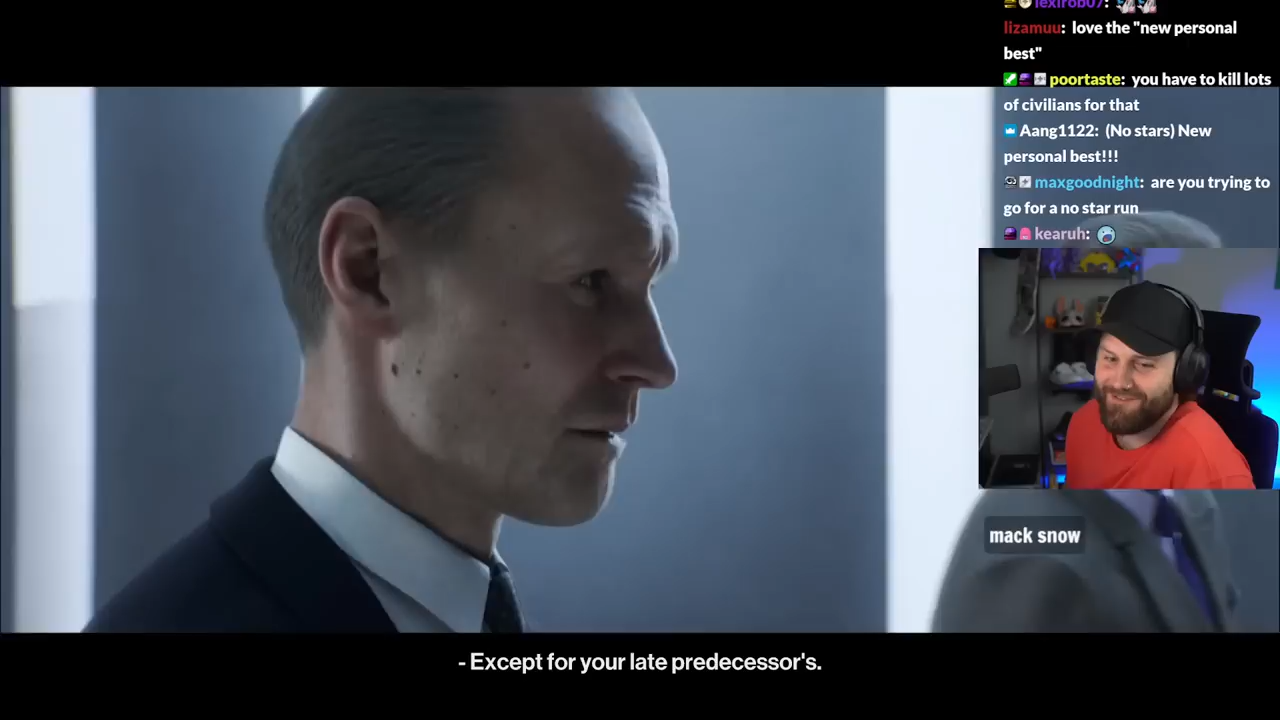 lexirob07:
lizamuu: love the "new personal
best"
poortaste: you have to kill lots
of civilians for that
Aang1122: (No stars) New
personal best!!!
maxgoodnight: are you trying to
go for a no star run
kearuh:
mack snow
- Except for your late predecessor's.